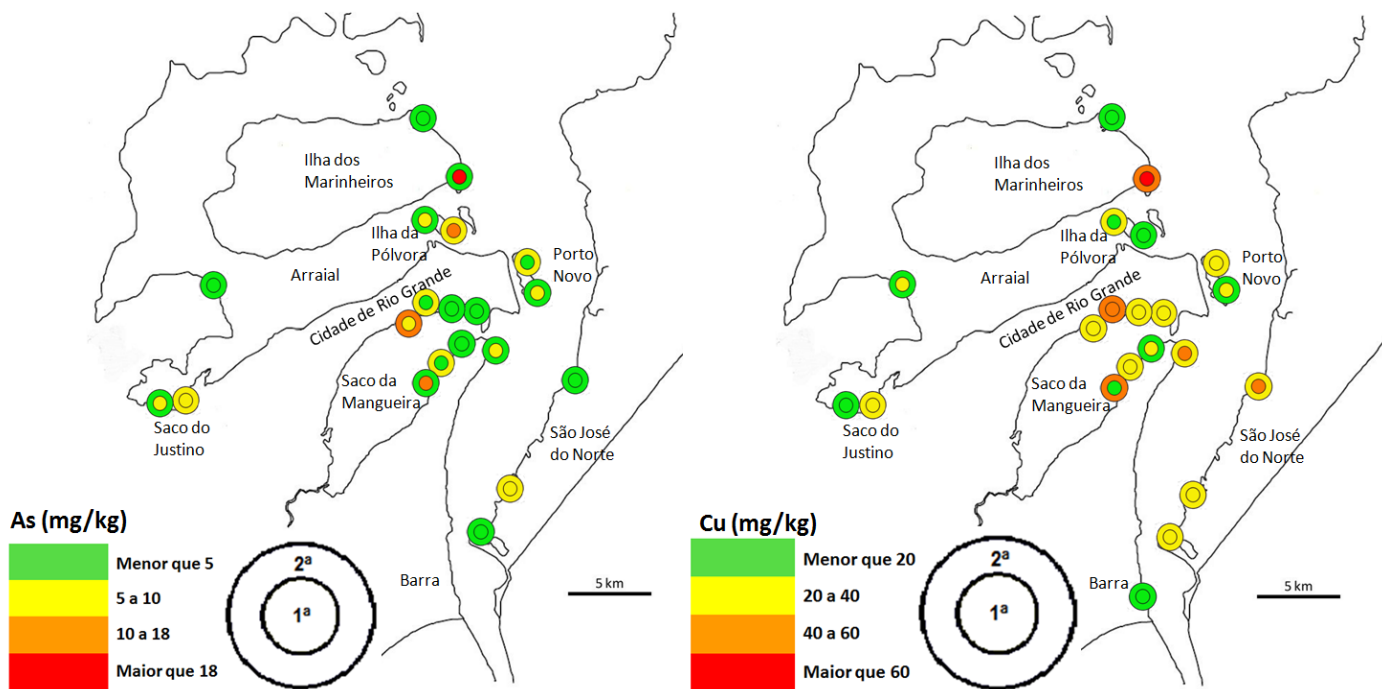 Ilha dos
Marinheiros
Ilha da
Pólvora
Porto
Novo
Arraial
Cidade de Rio Grande
Saco da
Mangueira
Saco do
Justino
São José
do Norte
As (mg/kg)
Menor que 5
5 a 10
10 a 18
Maior que 18
2ª
1ª
Barra
5 km
Ilha dos
Marinheiros
Ilha da
Pólvora
Porto
Novo
Arraial
Cidade de Rio Grande
Saco da
Mangueira
Saco do
Justino
São José
do Norte
Cu (mg/kg)
Menor que 20
20 a 40
40 a 60
Maior que 60
2ª
1ª
Barra
5 km